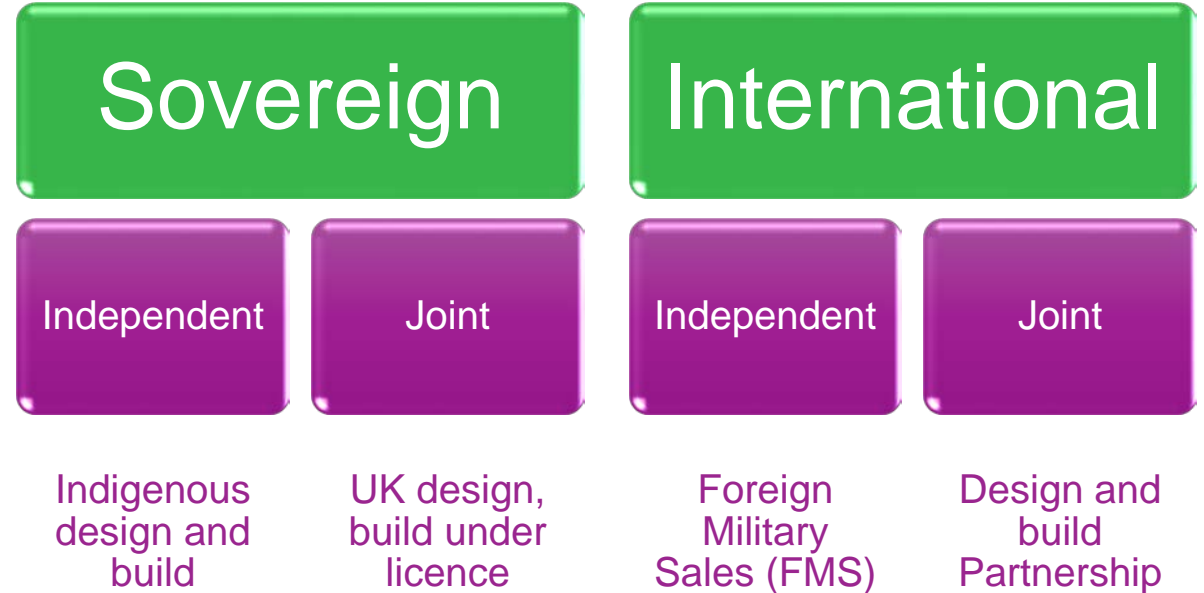 Sovereign
International
Independent
Joint
Independent
Joint
Indigenous
design and
build
UK design,
build under
licence
Foreign
Military
Sales (FMS)
Design and
build
Partnership